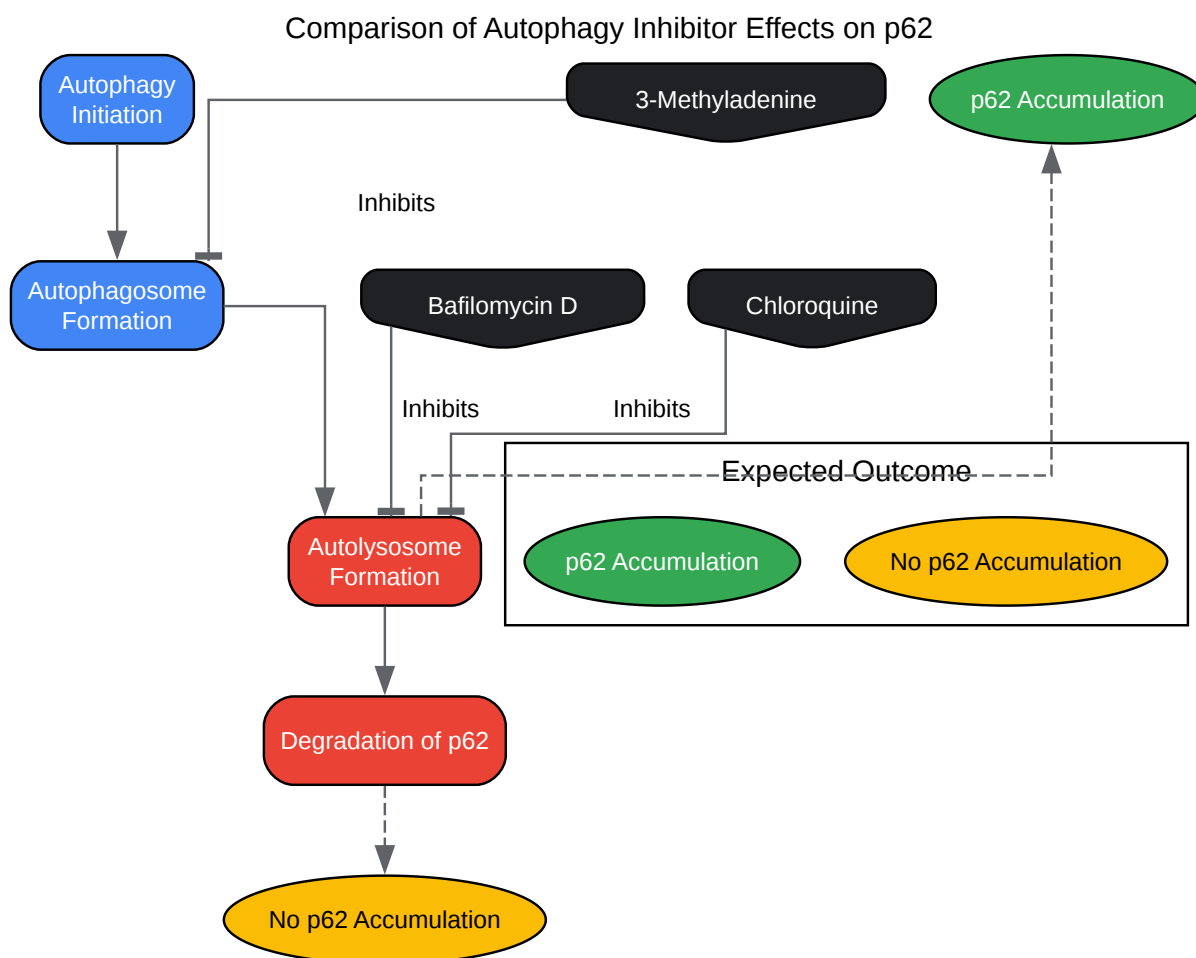 Comparison of Autophagy Inhibitor Effects on p62
Autophagy
Initiation
3-Methyladenine
p62 Accumulation
Inhibits
Autophagosome
Formation
Bafilomycin D
Chloroquine
Inhibits
Inhibits
Expected Outcome
Autolysosome
Formation
p62 Accumulation
No p62 Accumulation
Degradation of p62
No p62 Accumulation